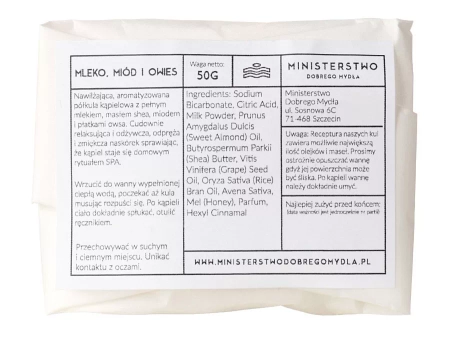 MLEKO, MIÓD I OWIES
Nawilżająca, aromatyzowana
półkula kąpielowa z pełnym
mlekiem, masłem shea, miodem
i płatkami owsa. Cudownie
relaksująca i odżywcza, odpręża
i zmiękcza naskórek sprawiając,
że kąpiel staje się domowym
rytuałem SPA.
Wrzucić do wanny wypełnionej
ciepłą wodą, poczekać aż kula
musując rozpuści się. Po kąpieli
ciało dokładnie spłukać, otulić
ręcznikiem.
Przechowywać w suchym
i ciemnym miejscu. Unikać
kontaktu z oczami.
Waga netto:
50G
Ingredients: Sodium
Bicarbonate, Citric Acid,
Milk Powder, Prunus
Amygdalus Dulcis
(Sweet Almond) Oil,
Butyrospermum Parkii
(Shea) Butter, Vitis
Vinifera (Grape) Seed
Oil, Oryza Sativa (Rice)
Bran Oil, Avena Sativa,
Mel (Honey), Parfum,
Hexyl Cinnamal
MINISTERSTWO
DOBREGO MYDŁA
Ministerstwo
Dobrego Mydła
ul. Sosnowa 6C
71 468 Szczecin
Uwaga: Receptura naszych kul
zawiera możliwie największą
ilość olejków i maseł. Prosimy
ostrożnie opuszczać wannę
gdyż jej powierzchnia może
być śliska. Po kąpieli wannę
należy dokładnie umyć.
Najlepiej zużyć przed końcem:
(data ważności jest jednocześnie nr partii)
WWW.MINISTERSTWODOBREGOMYDLA.PL